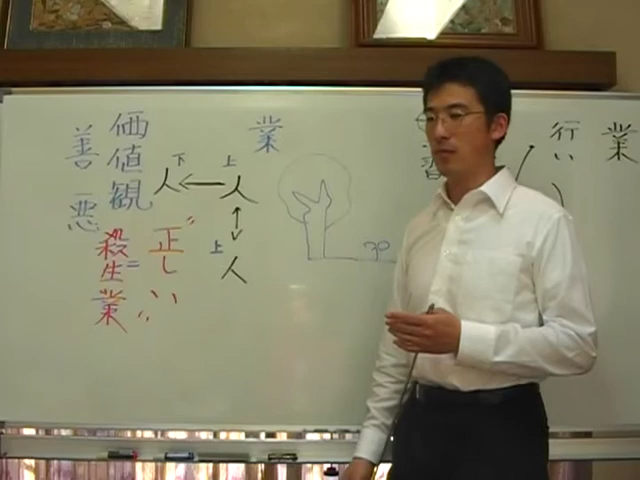 業
行い
習
業
上
人
人
下
上
人
価値観
善 悪
"正しい"
=
殺生業